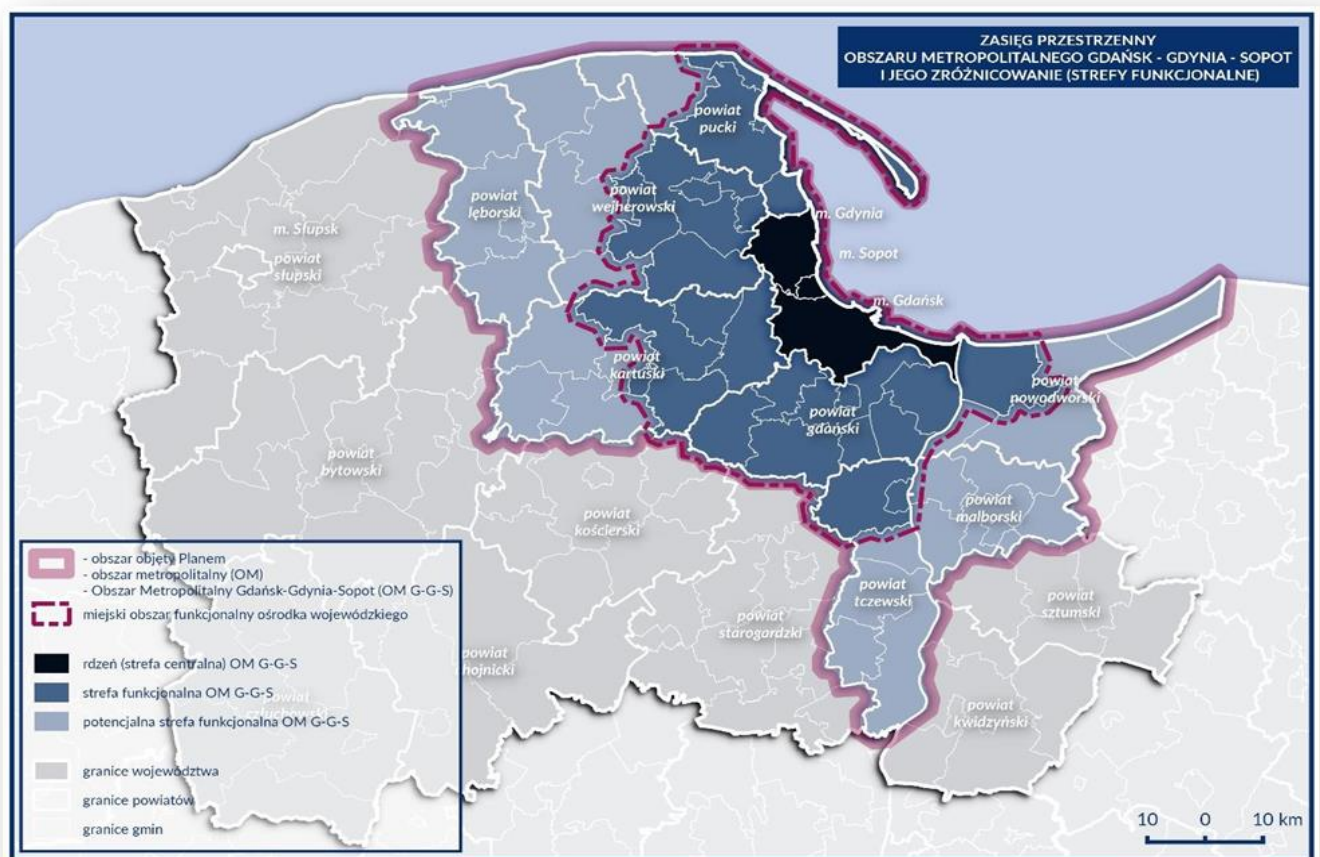 ZASIĘG PRZESTRZENNY
OBSZARU METROPOLITALNEGO GDAŃSK - GDYNIA - SOPOT
I JEGO ZRÓŻNICOWANIE (STREFY FUNKCJONALNE)
powiat
pucki
powiat
lęborski
powiat
wejherowski
m. Gdynia
m. Słupsk
powiat
słupski
m. Sopot
m. Gdańsk
powiat
kartuski
powiat
nowodworski
powiat
gdański
powiat
bytowski
powiat
kościerski
powiat
malborski
powiat
tczewski
powiat
sztumski
powiat
starogardzki
powiat
chojnicki
powiat
kwidzyński
- obszar objęty Planem
- obszar metropolitalny (OM)
- Obszar Metropolitalny Gdańsk-Gdynia-Sopot (OM G-G-S)
miejski obszar funkcjonalny ośrodka wojewódzkiego
rdzeń (strefa centralna) OM G-G-S
strefa funkcjonalna OM G-G-S
potencjalna strefa funkcjonalna OM G-G-S
granice województwa
granice powiatów
granice gmin
10 0 10 km